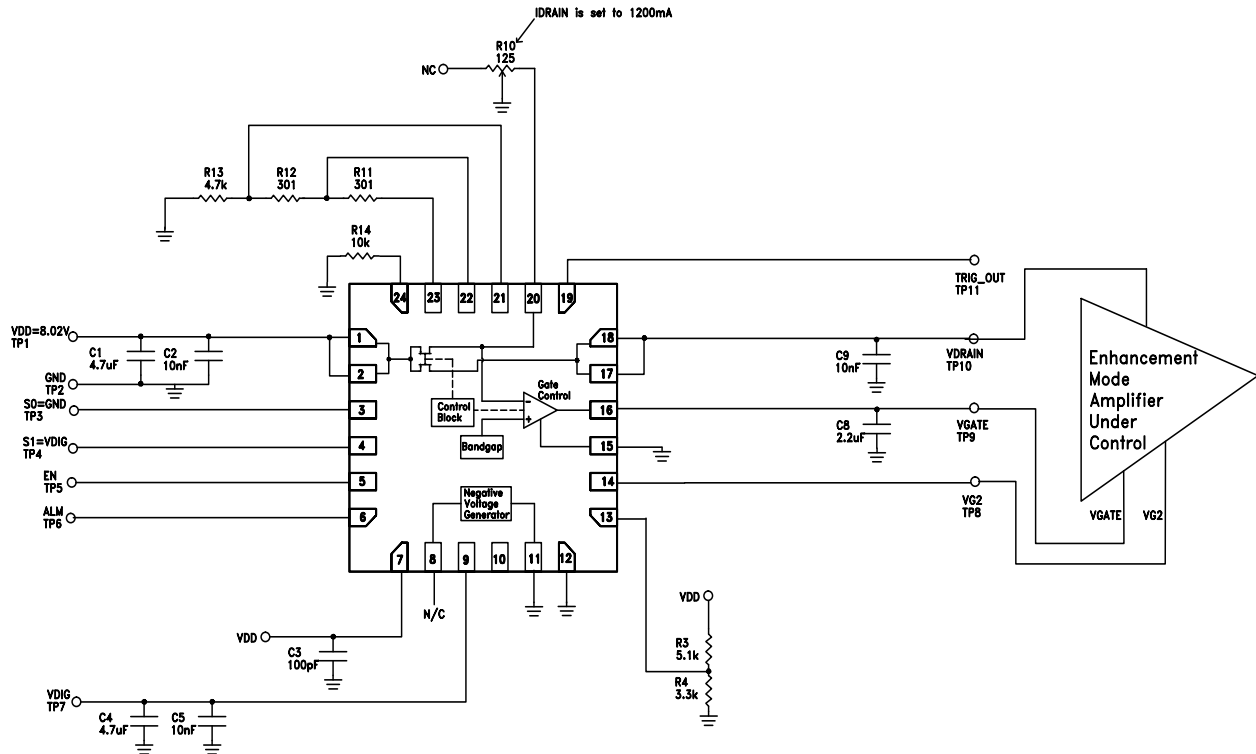 IDRAIN is set to 1200mA
R10
125
NC
R13
4.7k
R12
301
R11
301
R14
10k
24
23
22
21
20
19
TRIG_OUT
TP11
VDD=8.02V
TP1
C1
4.7uF
C2
10nF
GND
TP2
S0=GND
TP3
S1=VDIG
TP4
EN
TP5
ALM
TP6
1
2
3
4
5
6
Control
Block
Bandgap
Gate
Control
-
+
Negative
Voltage
Generator
18
17
16
15
14
13
C9
10nF
VDRAIN
TP10
C8
2.2uF
VGATE
TP9
VG2
TP8
Enhancement
Mode
Amplifier
Under
Control
VGATE
VG2
7
8
9
10
11
12
N/C
VDD
C3
100pF
VDIG
TP7
C4
4.7uF
C5
10nF
VDD
R3
5.1k
R4
3.3k